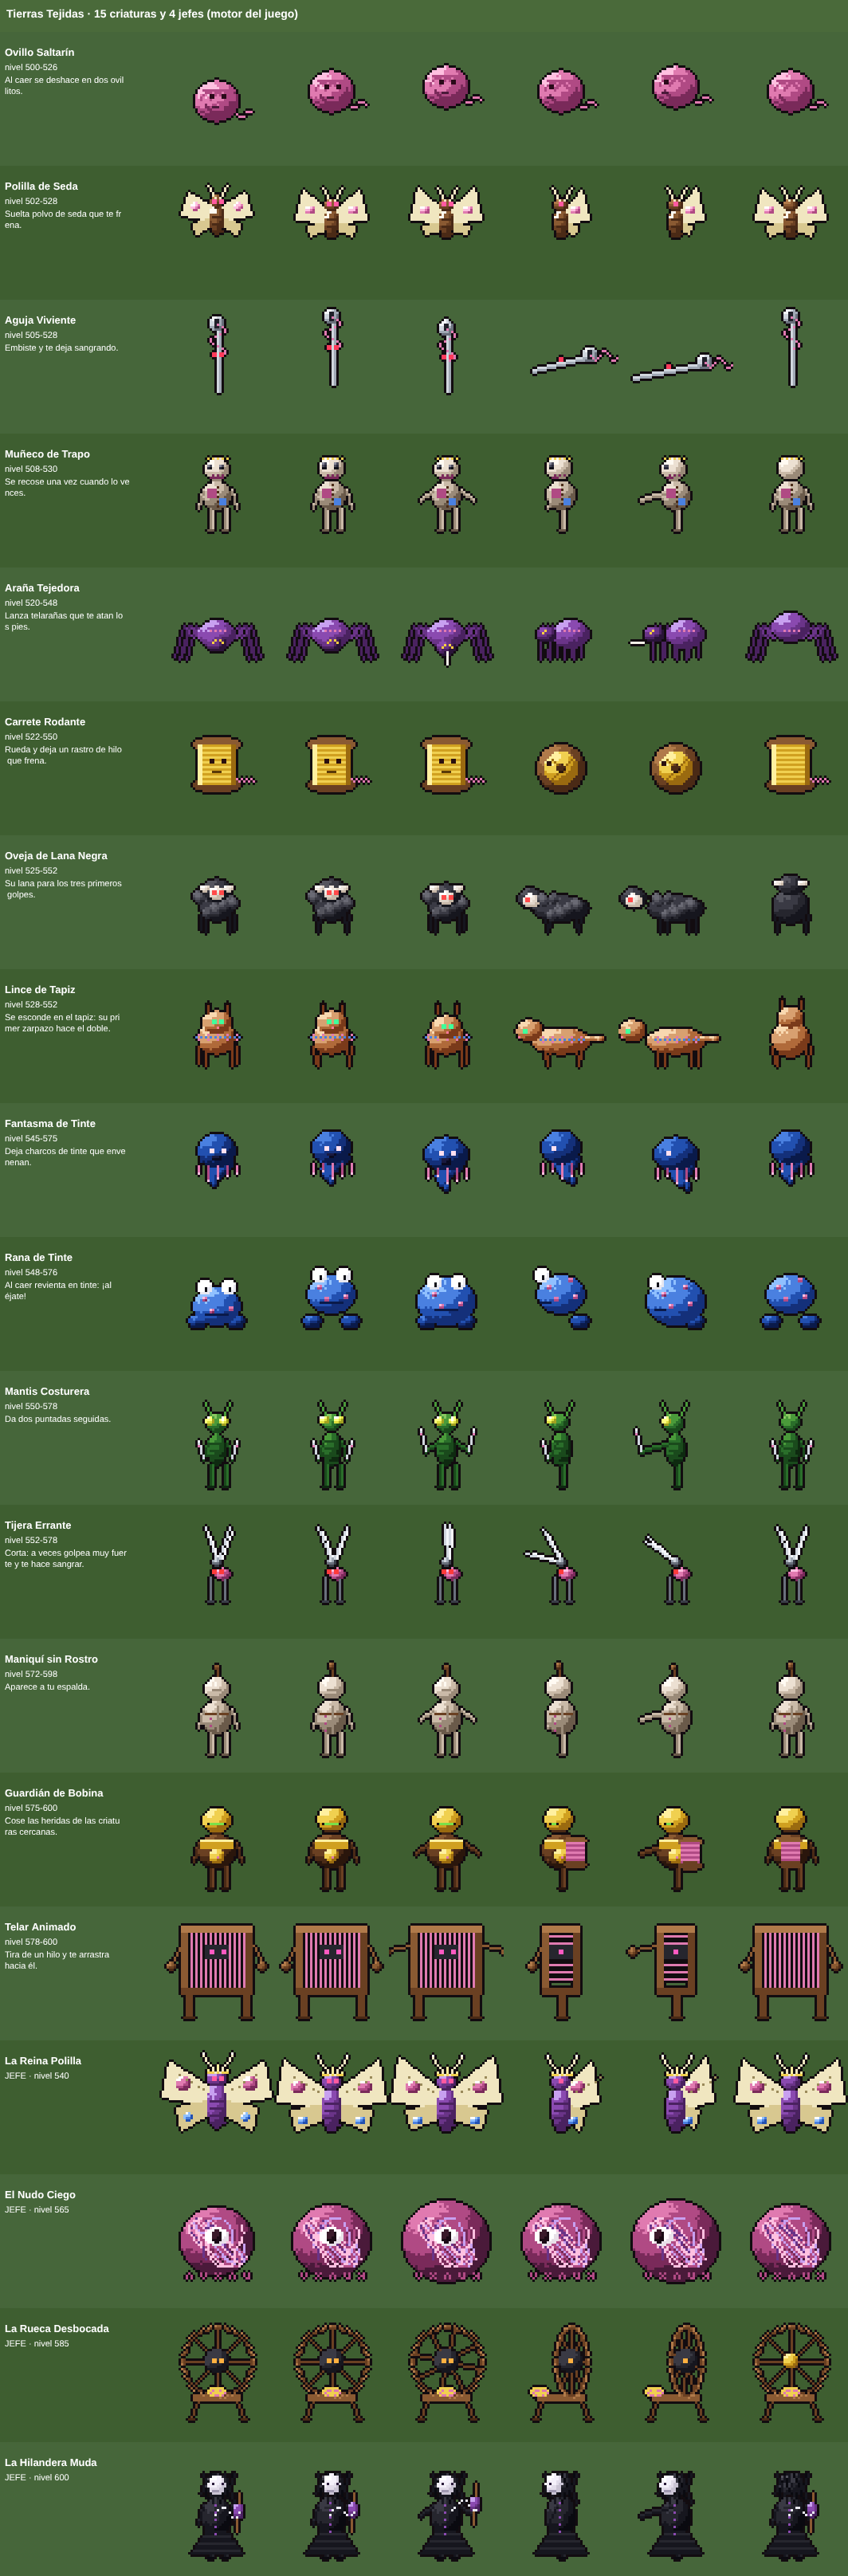 Tierras Tejidas · 15 criaturas y 4 jefes (motor del juego)
Ovillo Saltarín
nivel 500-526
Al caer se deshace en dos ovil
litos.
Polilla de Seda
nivel 502-528
Suelta polvo de seda que te fr
ena.
Aguja Viviente
nivel 505-528
Embiste y te deja sangrando.
Muñeco de Trapo
nivel 508-530
Se recose una vez cuando lo ve
nces.
Araña Tejedora
nivel 520-548
Lanza telarañas que te atan lo
s pies.
Carrete Rodante
nivel 522-550
Rueda y deja un rastro de hilo
que frena.
Oveja de Lana Negra
nivel 525-552
Su lana para los tres primeros
golpes.
Lince de Tapiz
nivel 528-552
Se esconde en el tapiz: su pri
mer zarpazo hace el doble.
Fantasma de Tinte
nivel 545-575
Deja charcos de tinte que enve
nenan.
Rana de Tinte
nivel 548-576
Al caer revienta en tinte: ¡al
éjate!
Mantis Costurera
nivel 550-578
Da dos puntadas seguidas.
Tijera Errante
nivel 552-578
Corta: a veces golpea muy fuer
te y te hace sangrar.
Maniquí sin Rostro
nivel 572-598
Aparece a tu espalda.
Guardián de Bobina
nivel 575-600
Cose las heridas de las criatu
ras cercanas.
Telar Animado
nivel 578-600
Tira de un hilo y te arrastra
hacia él.
La Reina Polilla
JEFE · nivel 540
El Nudo Ciego
JEFE · nivel 565
La Rueca Desbocada
JEFE · nivel 585
La Hilandera Muda
JEFE · nivel 600